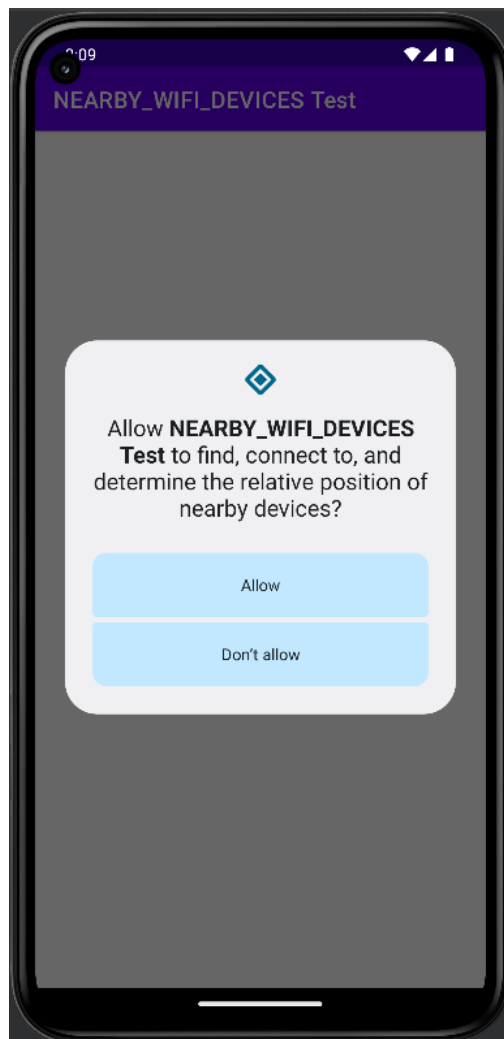 :09
NEARBY_WIFI_DEVICES Test
Allow NEARBY_WIFI_DEVICES
Test to find, connect to, and
determine the relative position of
nearby devices?
Allow
Don't allow